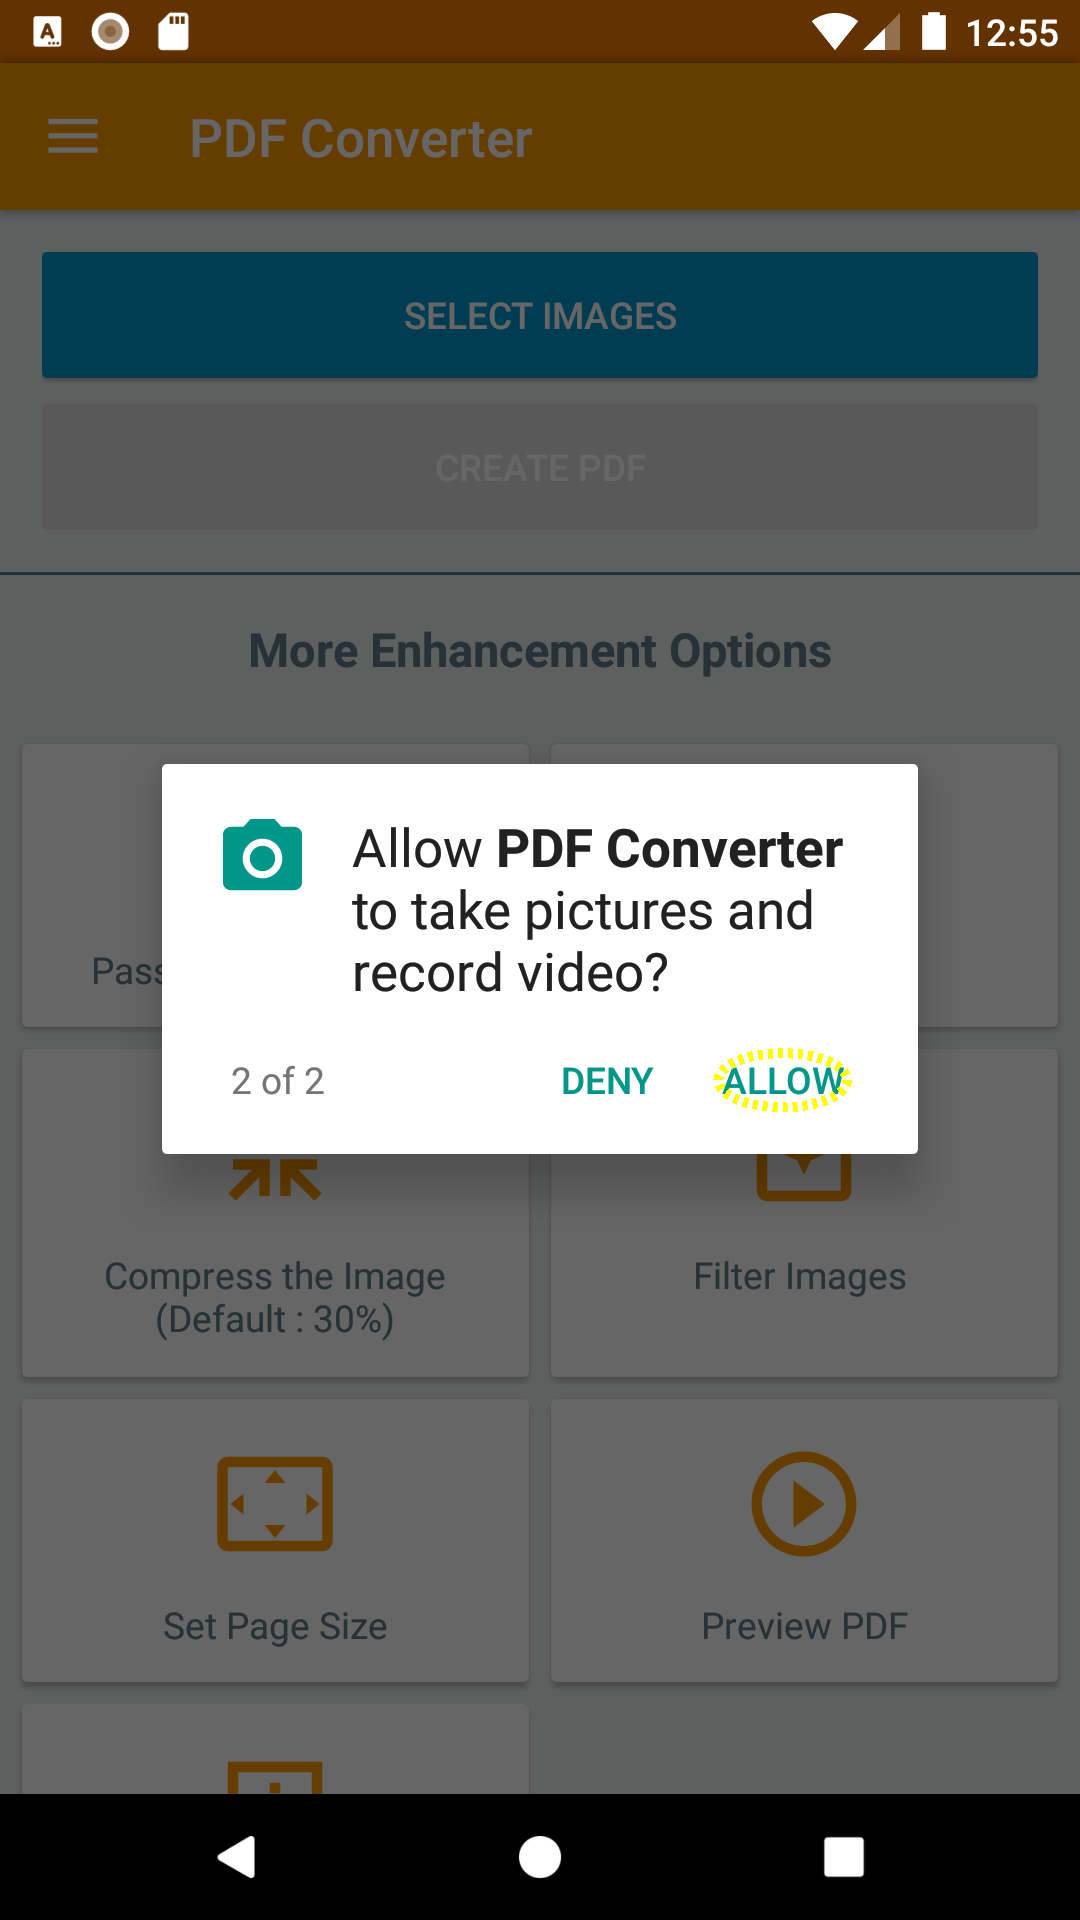 12:55
PDF Converter
SELECT IMAGES
CREATE PDF
More Enhancement Options
Allow PDF Converter
to take pictures and
record video?
Pass
2 of 2
DENY
ALLOW
Compress the Image
(Default : 30%)
Filter Images
Set Page Size
Preview PDF